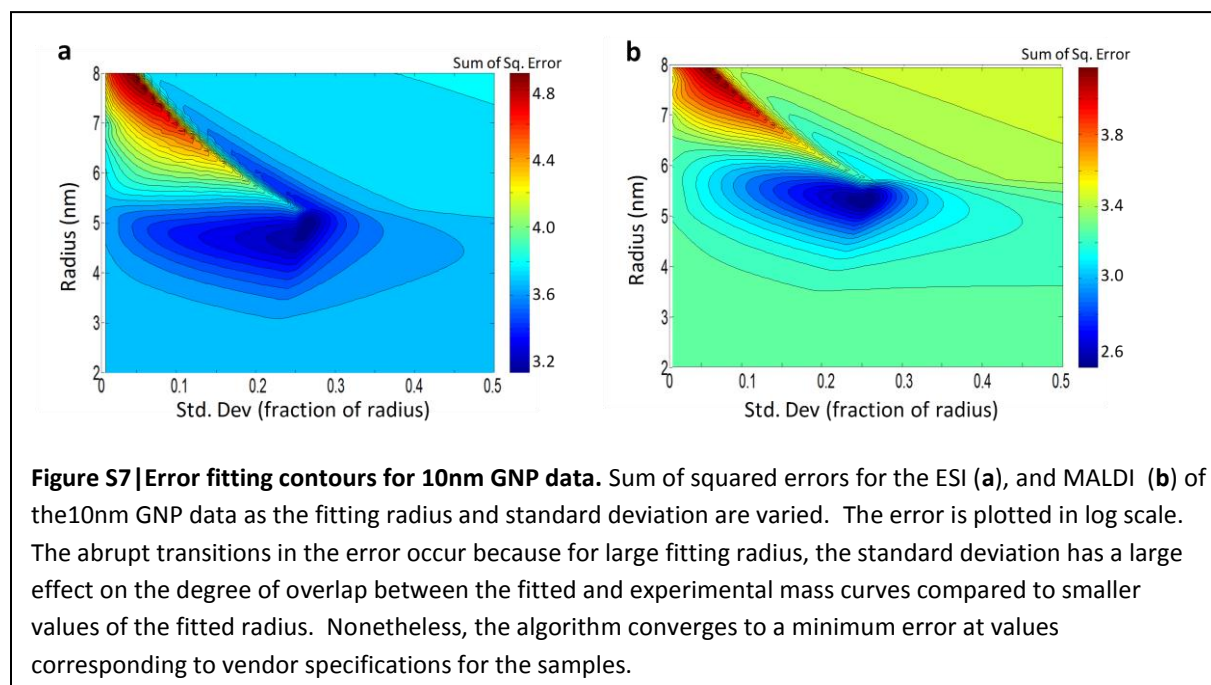 a
Sum of Sq. Error
8
7
6
5
4
3
2
0
0.1
0.2
0.3
0.4
0.5
4.8
4.4
4.0
3.6
3.2
Radius (nm)
Std. Dev (fraction of radius)
b
Sum of Sq. Error
8
7
6
5
4
3
2
0
0.1
0.2
0.3
0.4
0.5
3.8
3.4
3.0
2.6
Radius (nm)
Std. Dev (fraction of radius)
Figure S7|Error fitting contours for 10nm GNP data. Sum of squared errors for the ESI (a), and MALDI (b) of
the10nm GNP data as the fitting radius and standard deviation are varied. The error is plotted in log scale.
The abrupt transitions in the error occur because for large fitting radius, the standard deviation has a large
effect on the degree of overlap between the fitted and experimental mass curves compared to smaller
values of the fitted radius. Nonetheless, the algorithm converges to a minimum error at values
corresponding to vendor specifications for the samples.